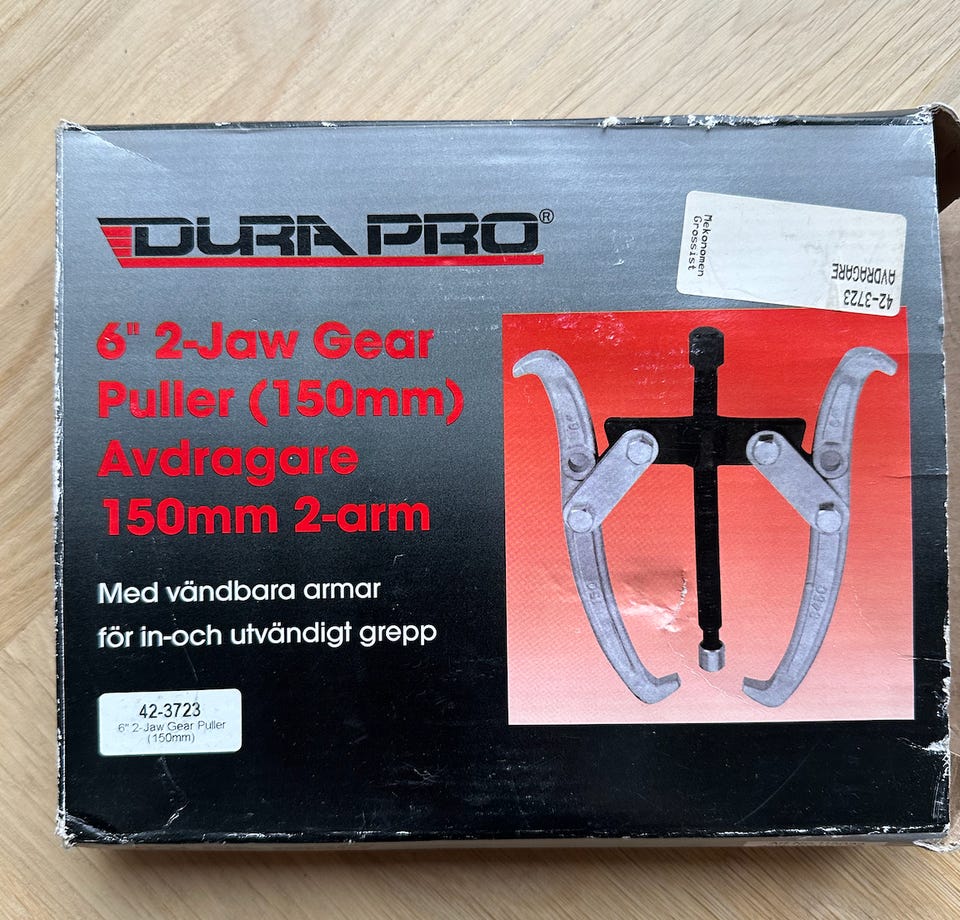 DURA PRO®
Mekonomen
Grossist
42-3723
AVDRAGARE
6" 2-Jaw Gear
Puller (150mm)
Avdragare
150mm 2-arm
Med vändbara armar
för in-och utvändigt grepp
42-3723
6" 2-Jaw Gear Puller
(150mm)